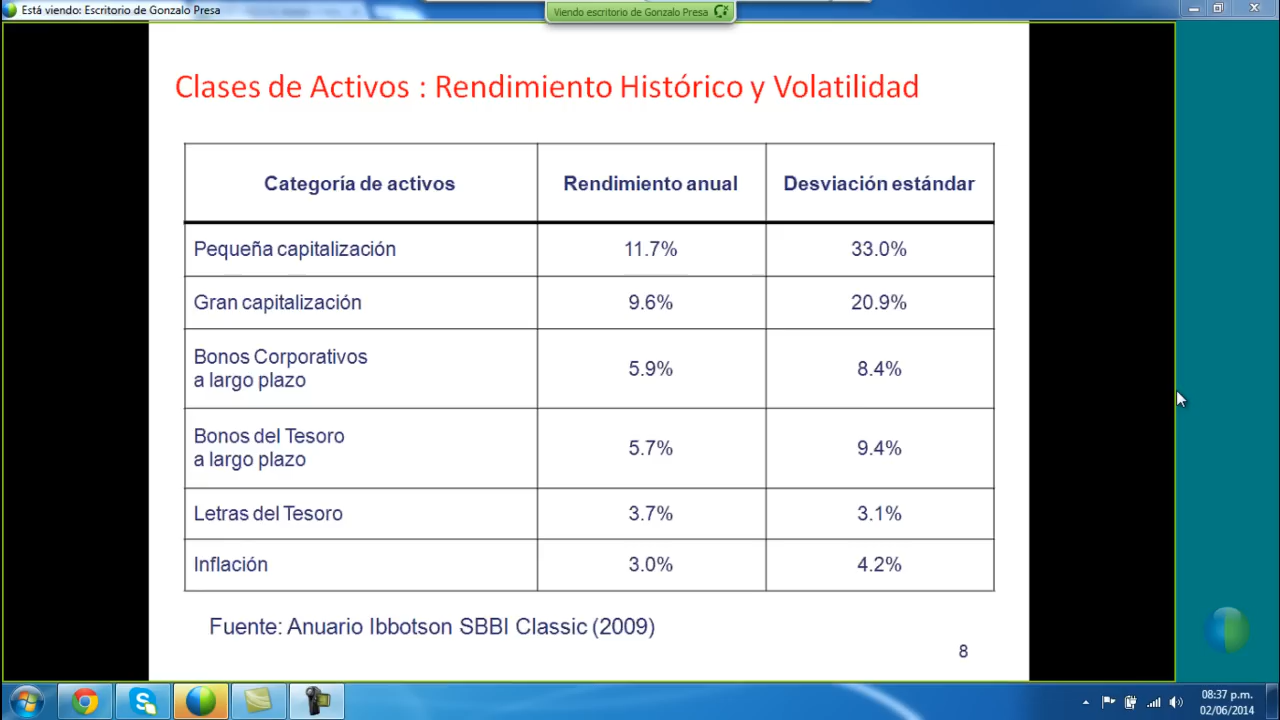 Está viendo: Escritorio de Gonzalo Presa
Viendo escritorio de Gonzalo Presa
Clases de Activos : Rendimiento Histórico y Volatilidad
Categoría de activos Rendimiento anual Desviación estándar
Pequeña capitalización 11.7% 33.0%
Gran capitalización 9.6% 20.9%
Bonos Corporativos
a largo plazo 5.9% 8.4%
Bonos del Tesoro
a largo plazo 5.7% 9.4%
Letras del Tesoro 3.7% 3.1%
Inflación 3.0% 4.2%
Fuente: Anuario Ibbotson SBBI Classic (2009)
8
08:37 p.m.
02/06/2014